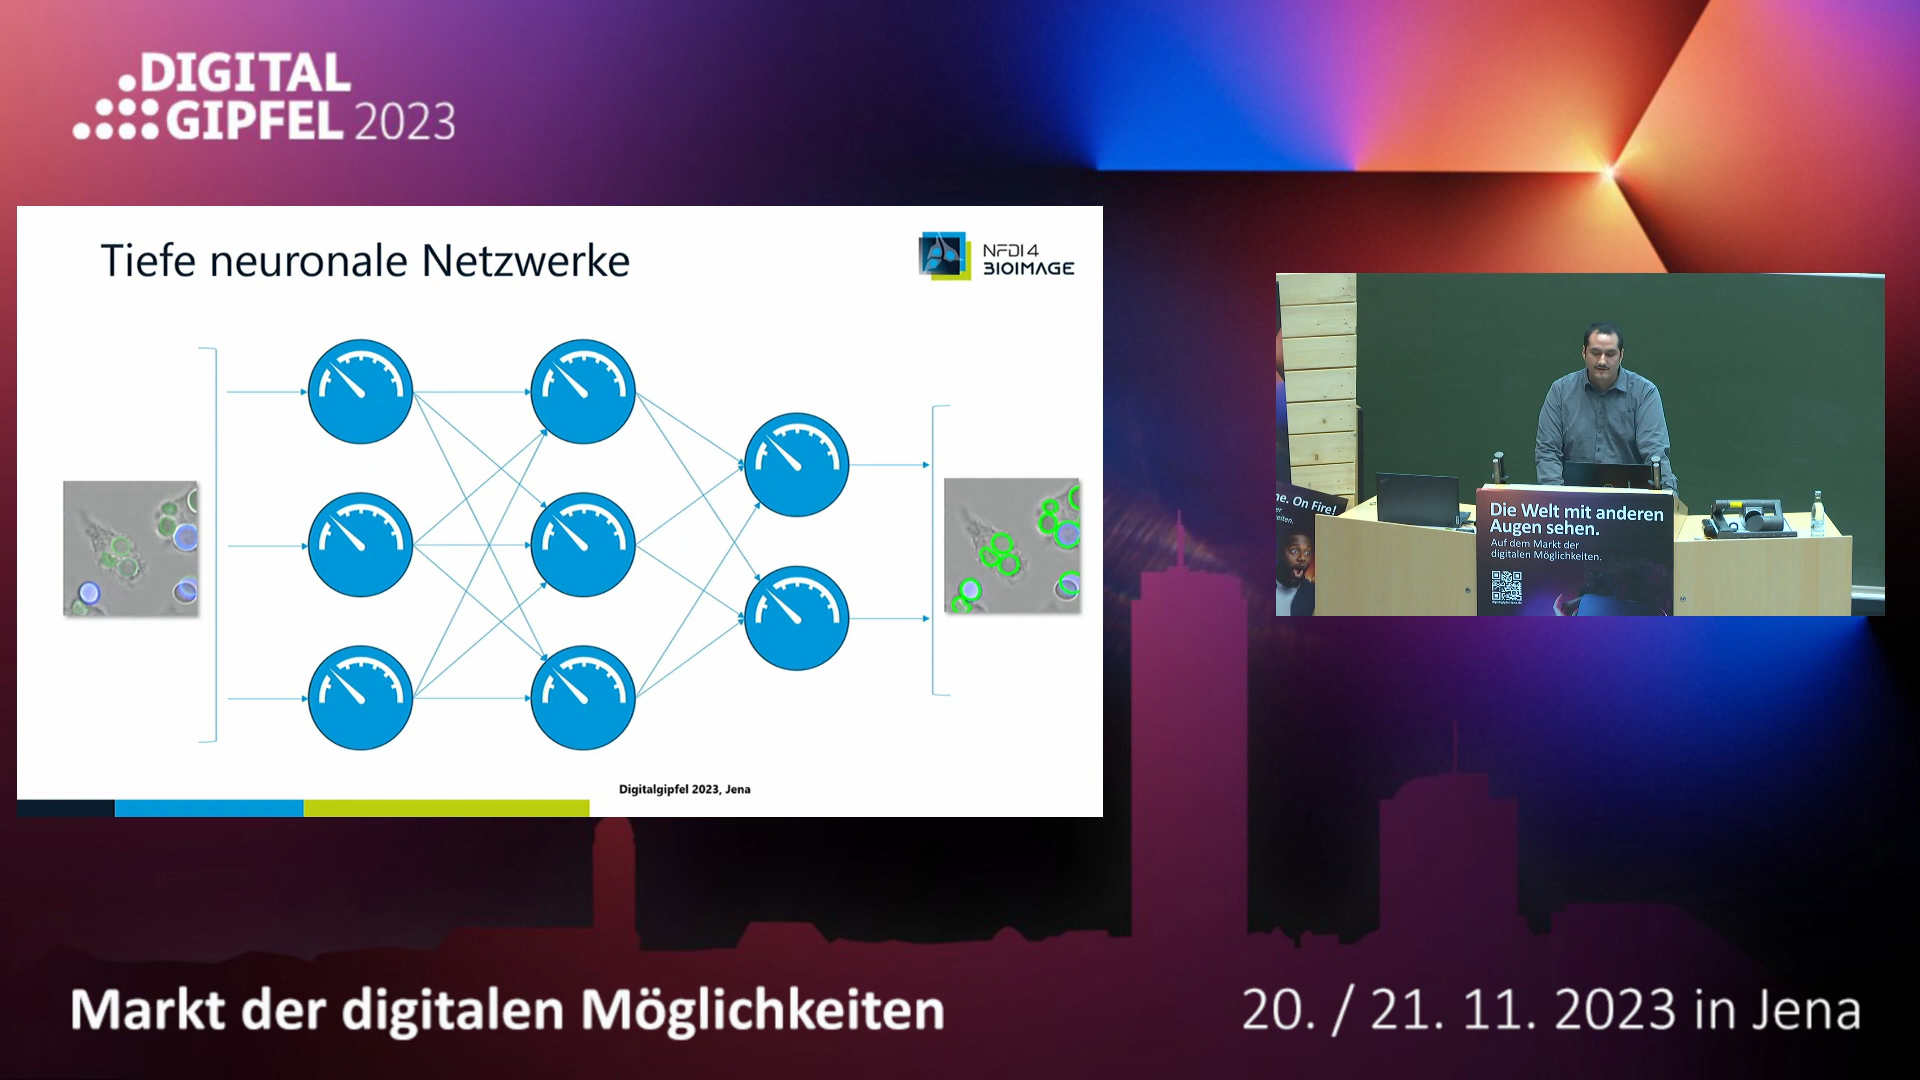 DIGITAL
GIPFEL 2023
Tiefe neuronale Netzwerke
NFDI4
BIOIMAGE
Digitalgipfel 2023, Jena
ne. On Fire!
Die Welt mit anderen
Augen sehen.
Auf dem Markt der
digitalen Möglichkeiten.
Markt der digitalen Möglichkeiten
20. / 21. 11. 2023 in Jena